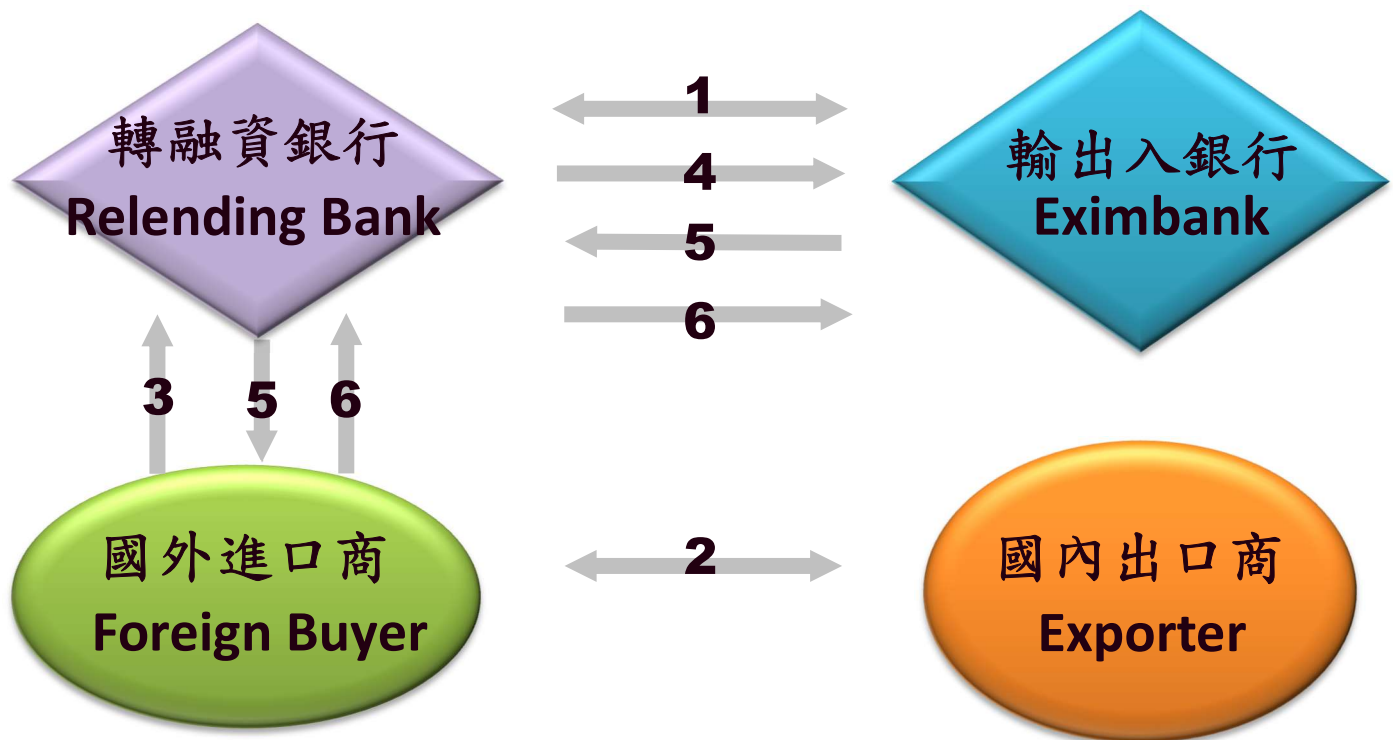 轉融資銀行
Relending Bank
1
4
5
6
輸出入銀行
Eximbank
3
5
6
國外進口商
Foreign Buyer
2
國內出口商
Exporter